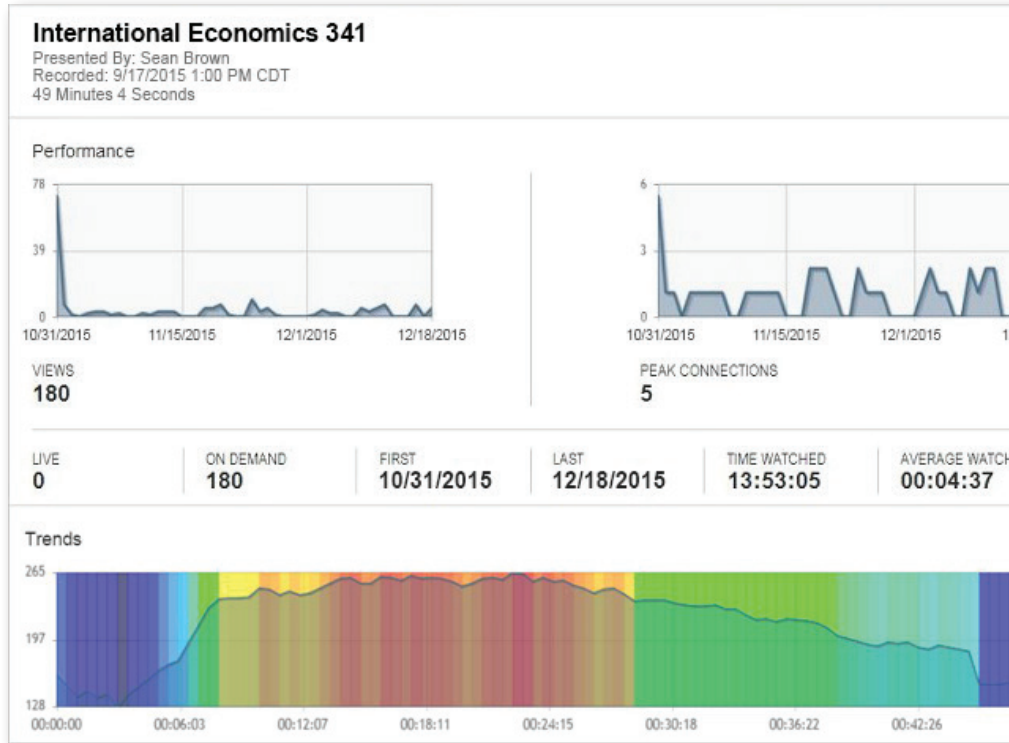 International Economics 341
Presented By: Sean Brown
Recorded: 9/17/2015 1:00 PM CDT
49 Minutes 4 Seconds
Performance
78
39
0
10/31/2015 11/15/2015 12/1/2015 12/18/2015
VIEWS
180
6
3
0
10/31/2015 11/15/2015 12/1/2015 1
PEAK CONNECTIONS
5
LIVE ON DEMAND FIRST LAST TIME WATCHED AVERAGE WATCH
0 180 10/31/2015 12/18/2015 13:53:05 00:04:37
Trends
265
197
128
00:00:00 00:06:03 00:12:07 00:18:11 00:24:15 00:30:18 00:36:22 00:42:26